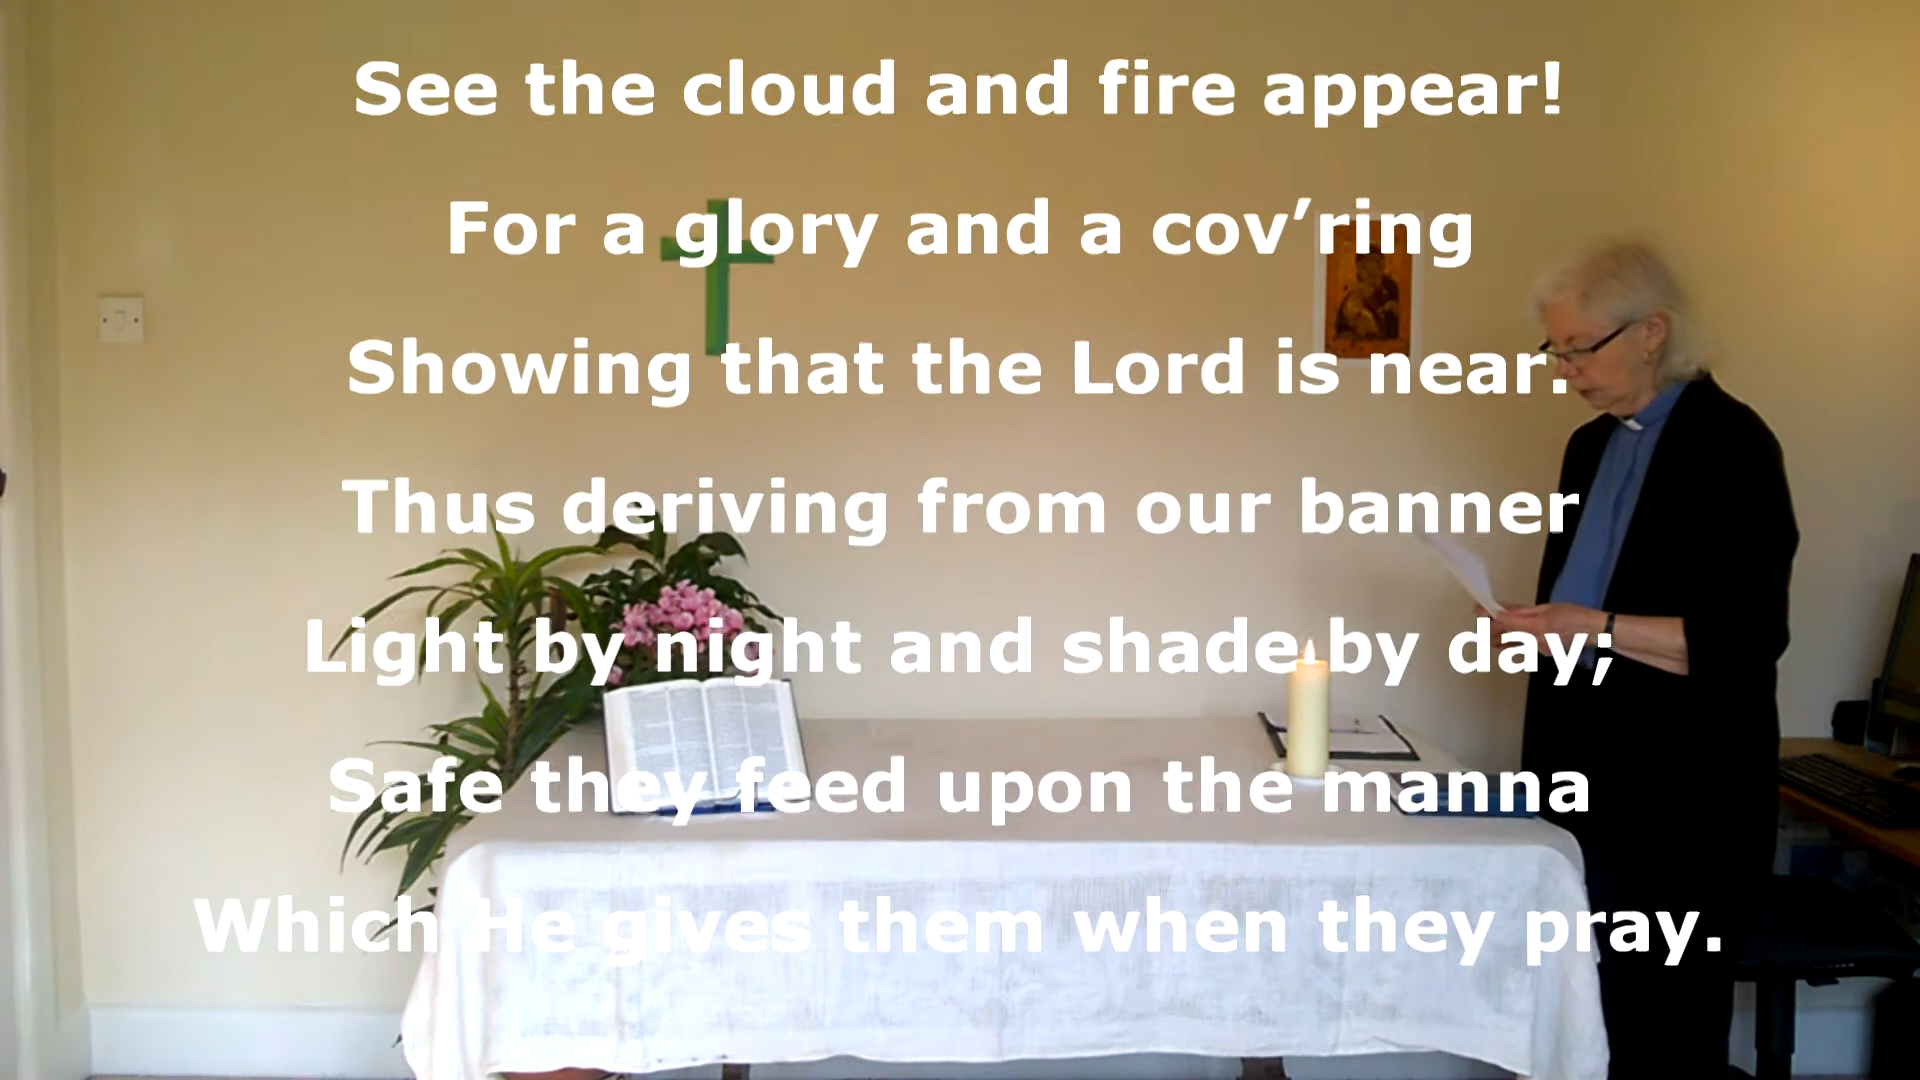 See the cloud and fire appear!
For a glory and a cov’ring
Showing that the Lord is near.
Thus deriving from our banner
Light by night and shade by day;
Safe they feed upon the manna
Which He gives them when they pray.